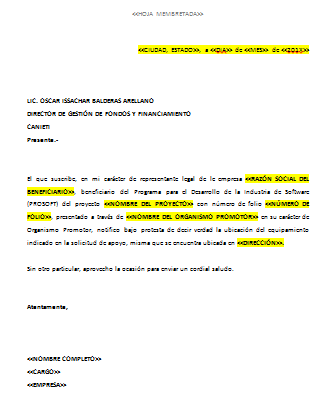 <<HOJA MEMBRETADA>>
<<CIUDAD, ESTADO>>, a <<DIA>> de <<MES>> de <<201X>>
LIC. OSCAR ISSACHAR BALDERAS ARELLANO
DIRECTOR DE GESTIÓN DE FONDOS Y FINANCIAMIENTO
CANIETI
Presente.-
El que suscribe, en mi carácter de representante legal de la empresa <<RAZÓN SOCIAL DEL
BENEFICIARIO>>, beneficiario del Programa para el Desarrollo de la Industria de Software
(PROSOFT) del proyecto <<NOMBRE DEL PROYECTO>> con número de folio <<NÚMERO DE
FOLIO>>, presentado a través de <<NOMBRE DEL ORGANISMO PROMOTOR>> en su carácter de
Organismo Promotor, notifico bajo protesta de decir verdad la ubicación del equipamiento
indicado en la solicitud de apoyo, misma que se encuentra ubicada en <<DIRECCIÓN>>.
Sin otro particular, aprovecho la ocasión para enviar un cordial saludo.
Atentamente,
<<NOMBRE COMPLETO>>
<<CARGO>>
<<EMPRESA>>